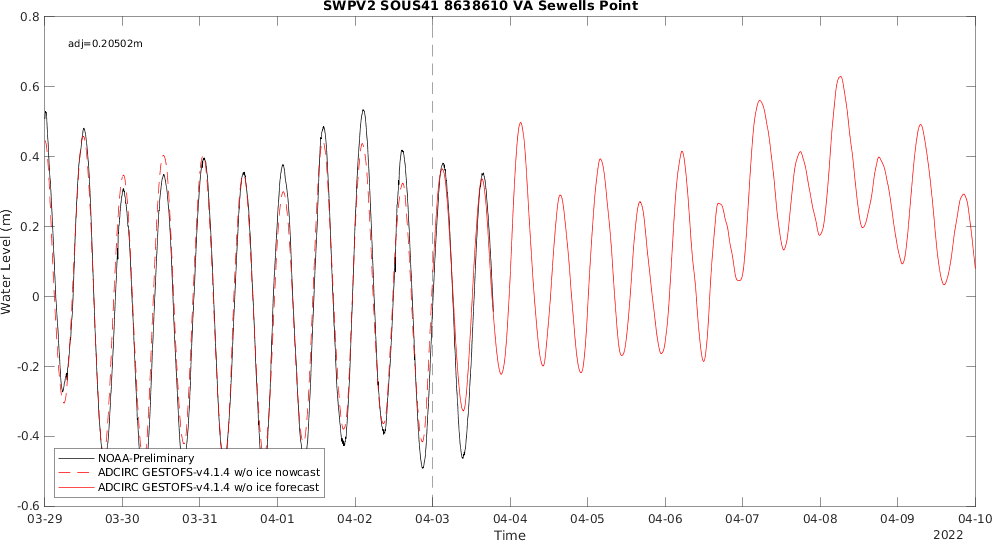 SWPV2 SOUS41 8638610 VA Sewells Point
adj=0.20502m
Water Level (m)
0.8
0.6
0.4
0.2
0
-0.2
-0.4
-0.6
NOAA-Preliminary
ADCIRC GESTOFS-v4.1.4 w/o ice nowcast
ADCIRC GESTOFS-v4.1.4 w/o ice forecast
03-29 03-30 03-31 04-01 04-02 04-03 04-04 04-05 04-06 04-07 04-08 04-09 04-10
Time
2022